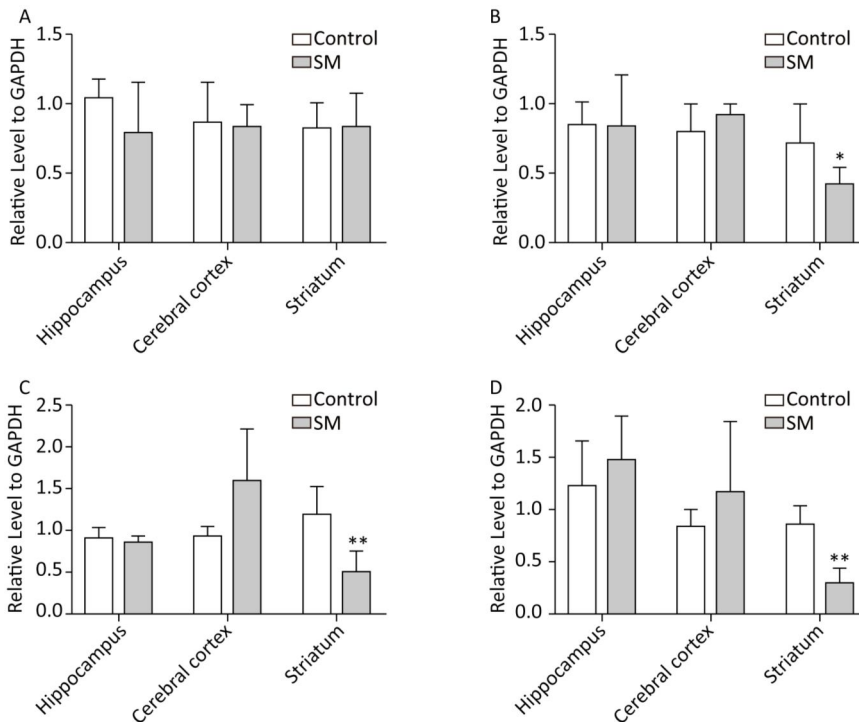 A
Relative Level to GAPDH
1.5
1.0
0.5
0.0
Control
SM
Hippocampus
Cerebral cortex
Striatum
B
Relative Level to GAPDH
1.5
1.0
0.5
0.0
Control
SM
*
Hippocampus
Cerebral cortex
Striatum
C
Relative Level to GAPDH
2.5
2.0
1.5
1.0
0.5
0.0
Control
SM
**
Hippocampus
Cerebral cortex
Striatum
D
Relative Level to GAPDH
2.0
1.5
1.0
0.5
0.0
Control
SM
**
Hippocampus
Cerebral cortex
Striatum